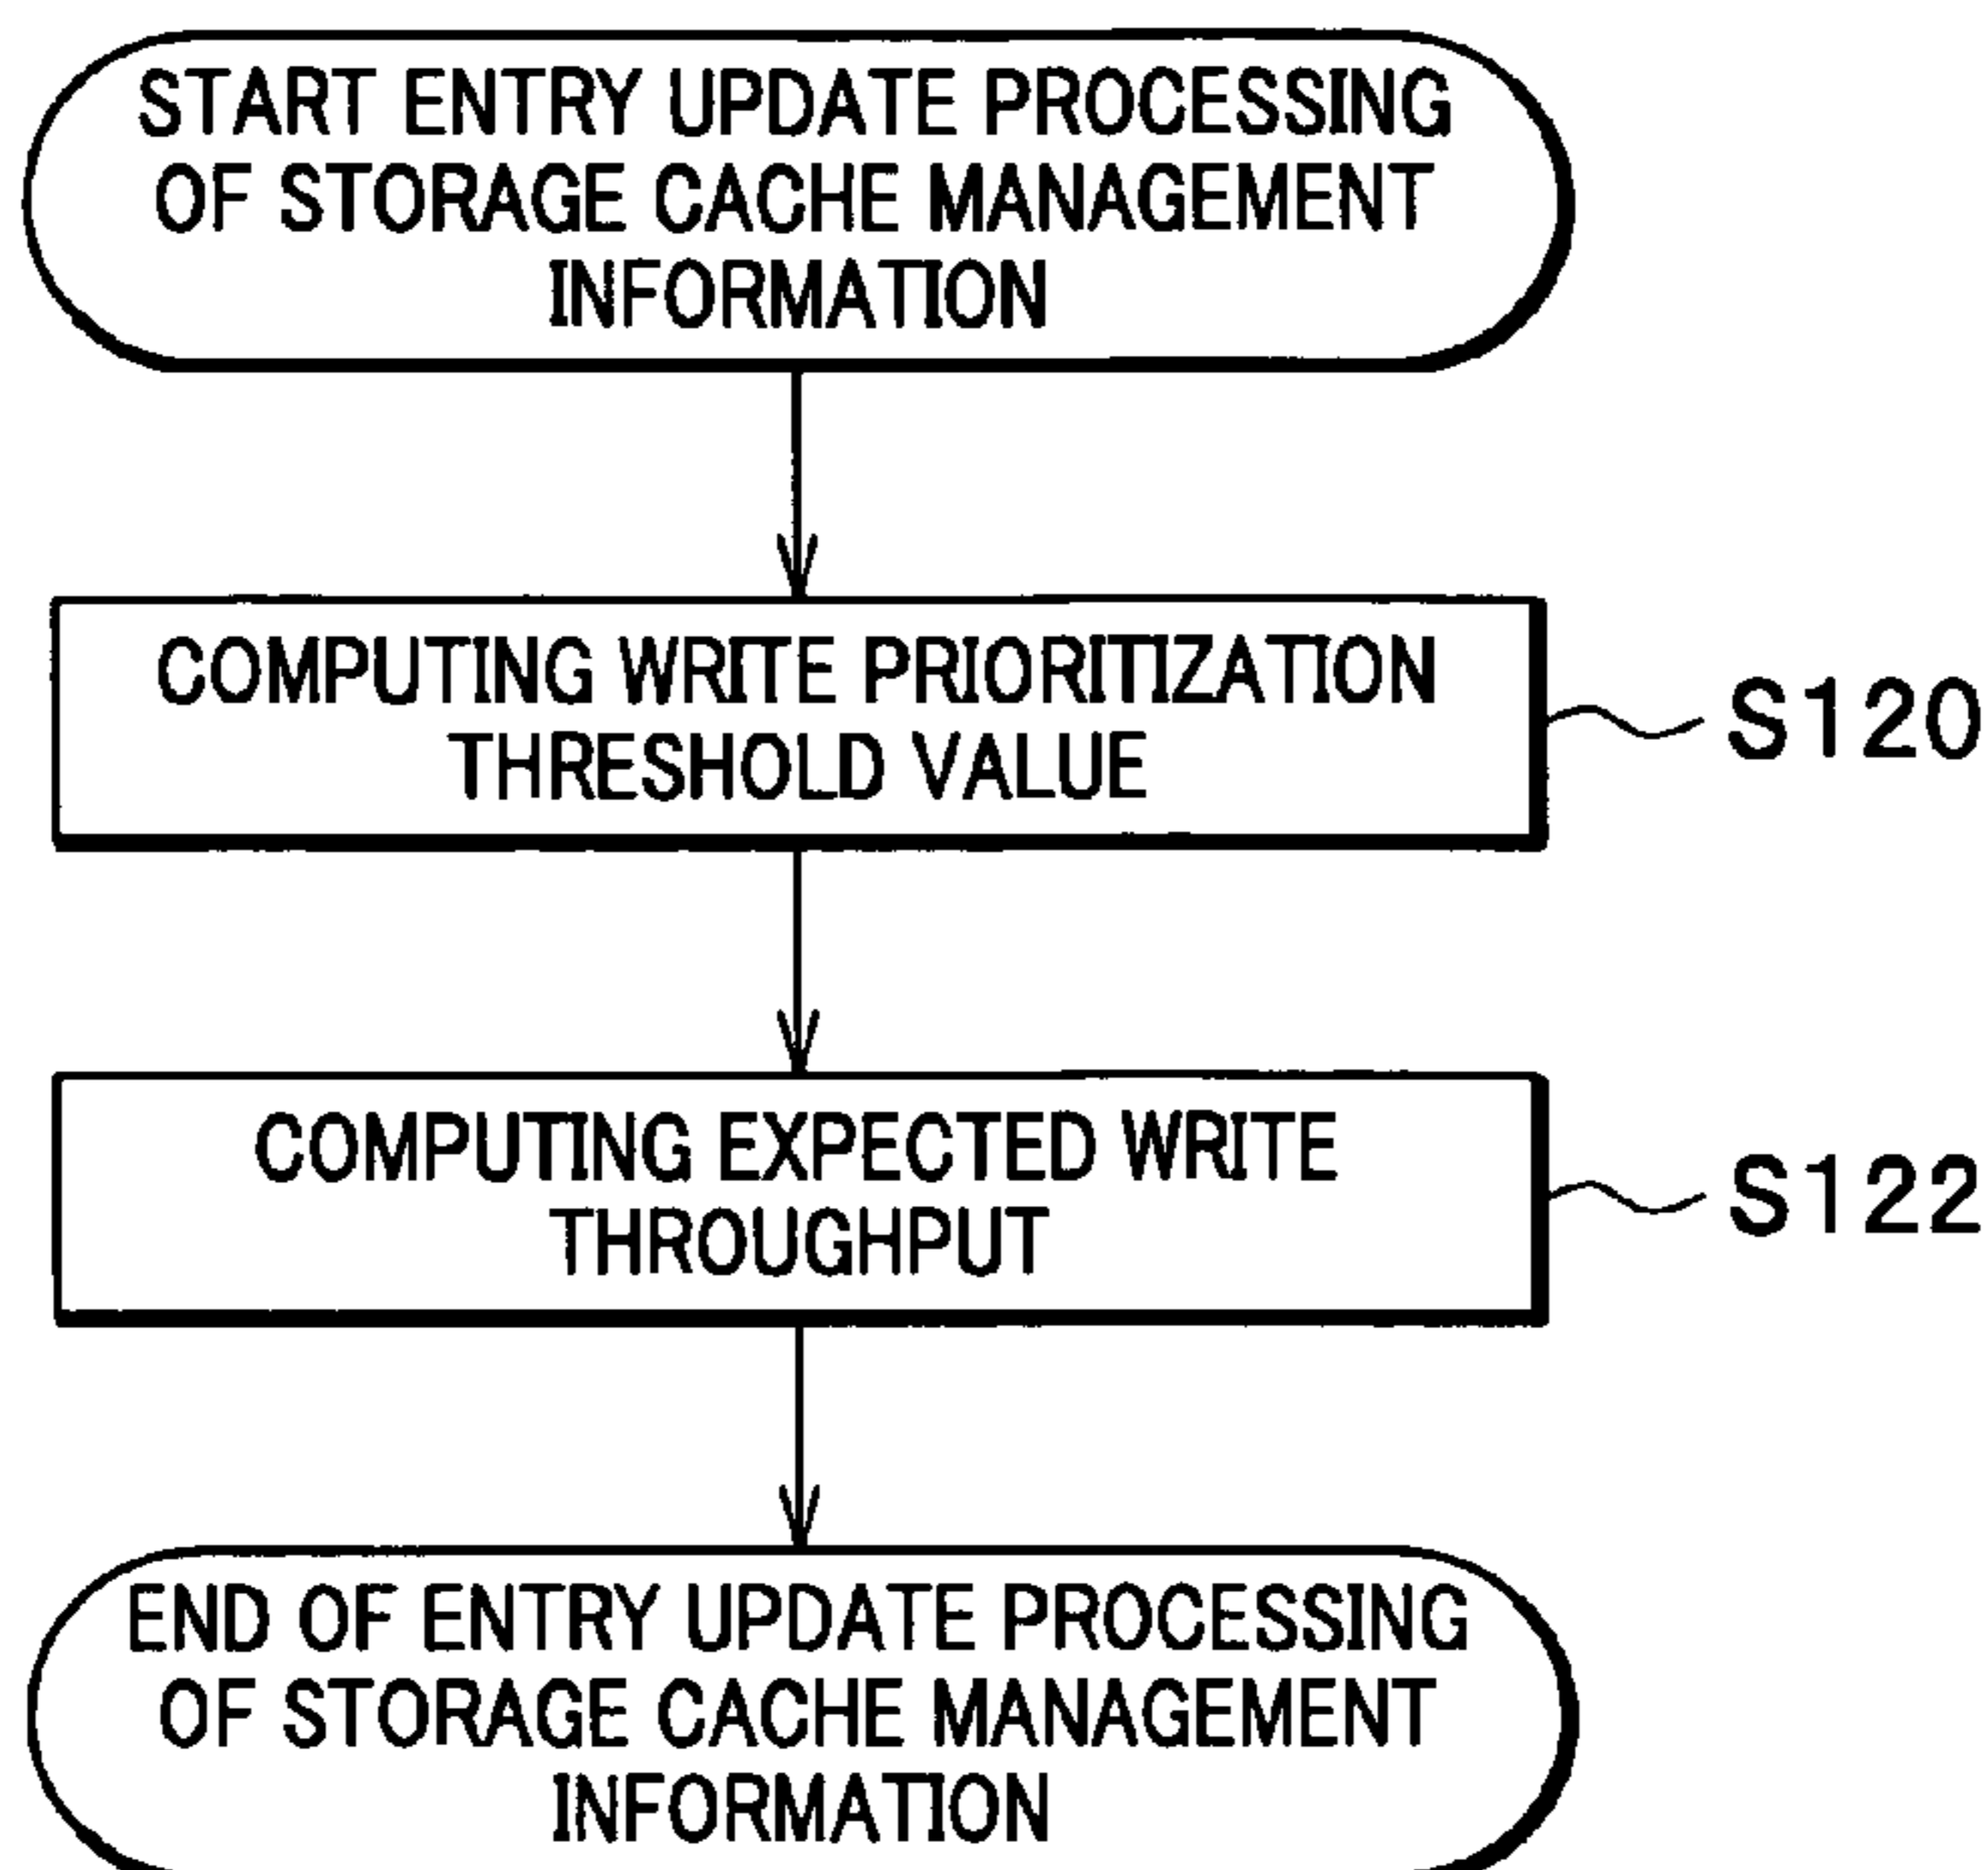 START ENTRY UPDATE PROCESSING
OF STORAGE CACHE MANAGEMENT
INFORMATION
COMPUTING WRITE PRIORITIZATION
THRESHOLD VALUE
S120
COMPUTING EXPECTED WRITE
THROUGHPUT
S122
END OF ENTRY UPDATE PROCESSING
OF STORAGE CACHE MANAGEMENT
INFORMATION